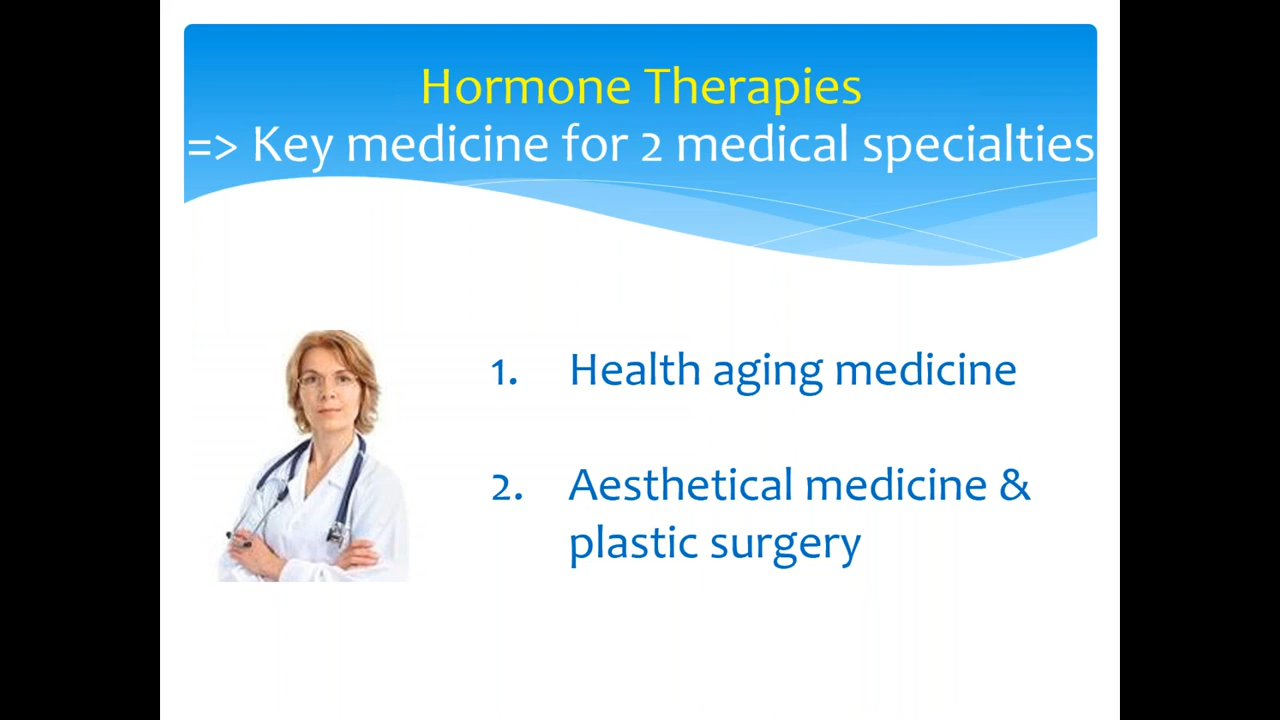 Hormone Therapies
=> Key medicine for 2 medical specialties
1. Health aging medicine
2. Aesthetical medicine &
plastic surgery